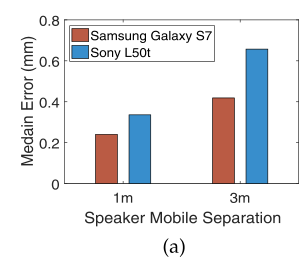 0.8
0.6
0.4
0.2
0
Medain Error (mm)
Samsung Galaxy S7
Sony L50t
1m
3m
Speaker Mobile Separation
(a)